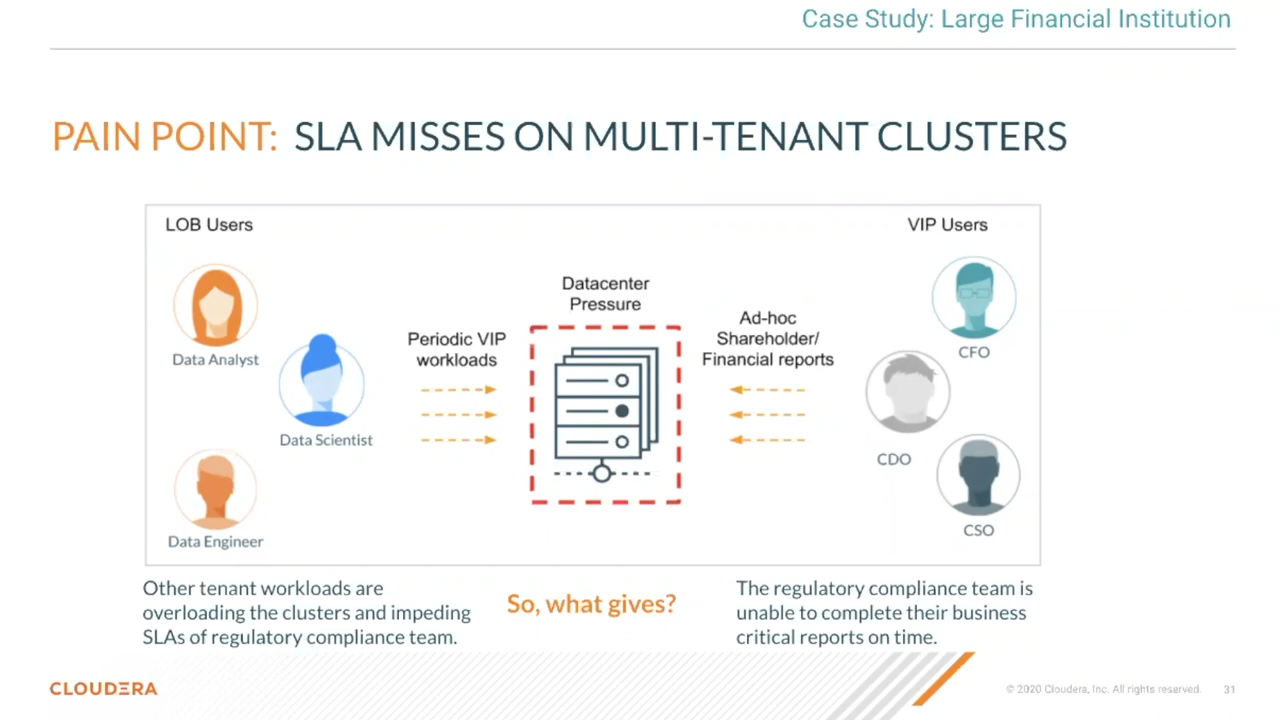 Case Study: Large Financial Institution
PAIN POINT: SLA MISSES ON MULTI-TENANT CLUSTERS
LOB Users
VIP Users
Data Analyst
Data Scientist
Data Engineer
Periodic VIP
workloads
Datacenter
Pressure
Ad-hoc
Shareholder/
Financial reports
CFO
CDO
CSO
Other tenant workloads are
overloading the clusters and impeding
SLAs of regulatory compliance team.
So, what gives?
The regulatory compliance team is
unable to complete their business
critical reports on time.
CLOUDERA
© 2020 Cloudera, Inc. All rights reserved. 31